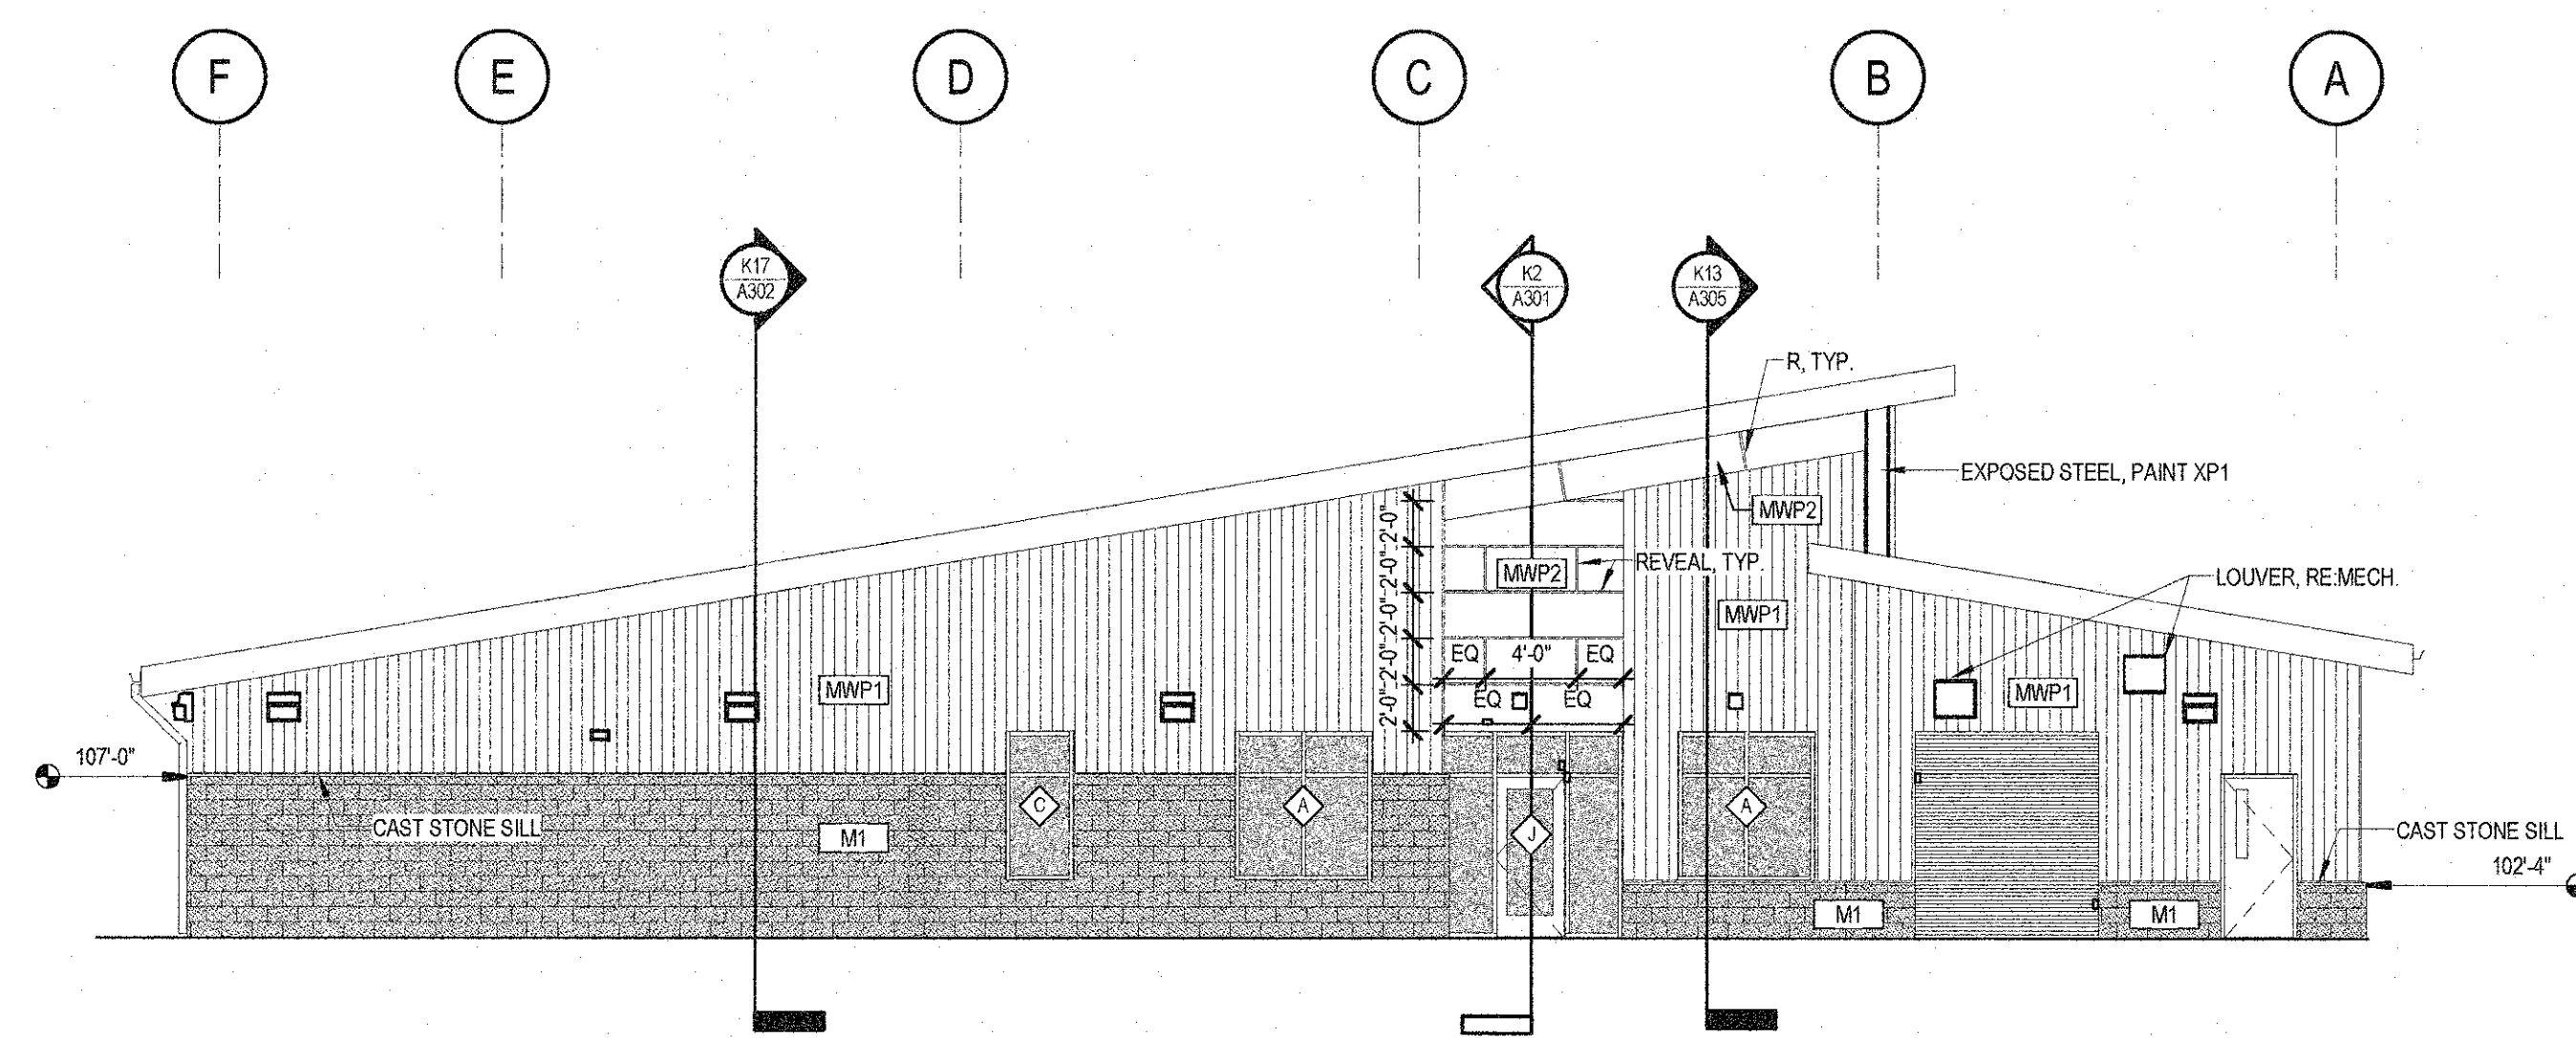 F E D C B A
K17
A302
K2
A301
K13
A305
R, TYP.
EXPOSED STEEL, PAINT XP1
MWP2
2'-0"
2'-0"
2'-0"
2'-0"
2'-0"
MWP2
REVEAL, TYP.
LOUVER, RE:MECH.
MWP1
EQ 4'-0" EQ
EQ EQ
MWP1
MWP1
107'-0"
CAST STONE SILL
M1
C
A
J
A
CAST STONE SILL
102'-4"
M1
M1